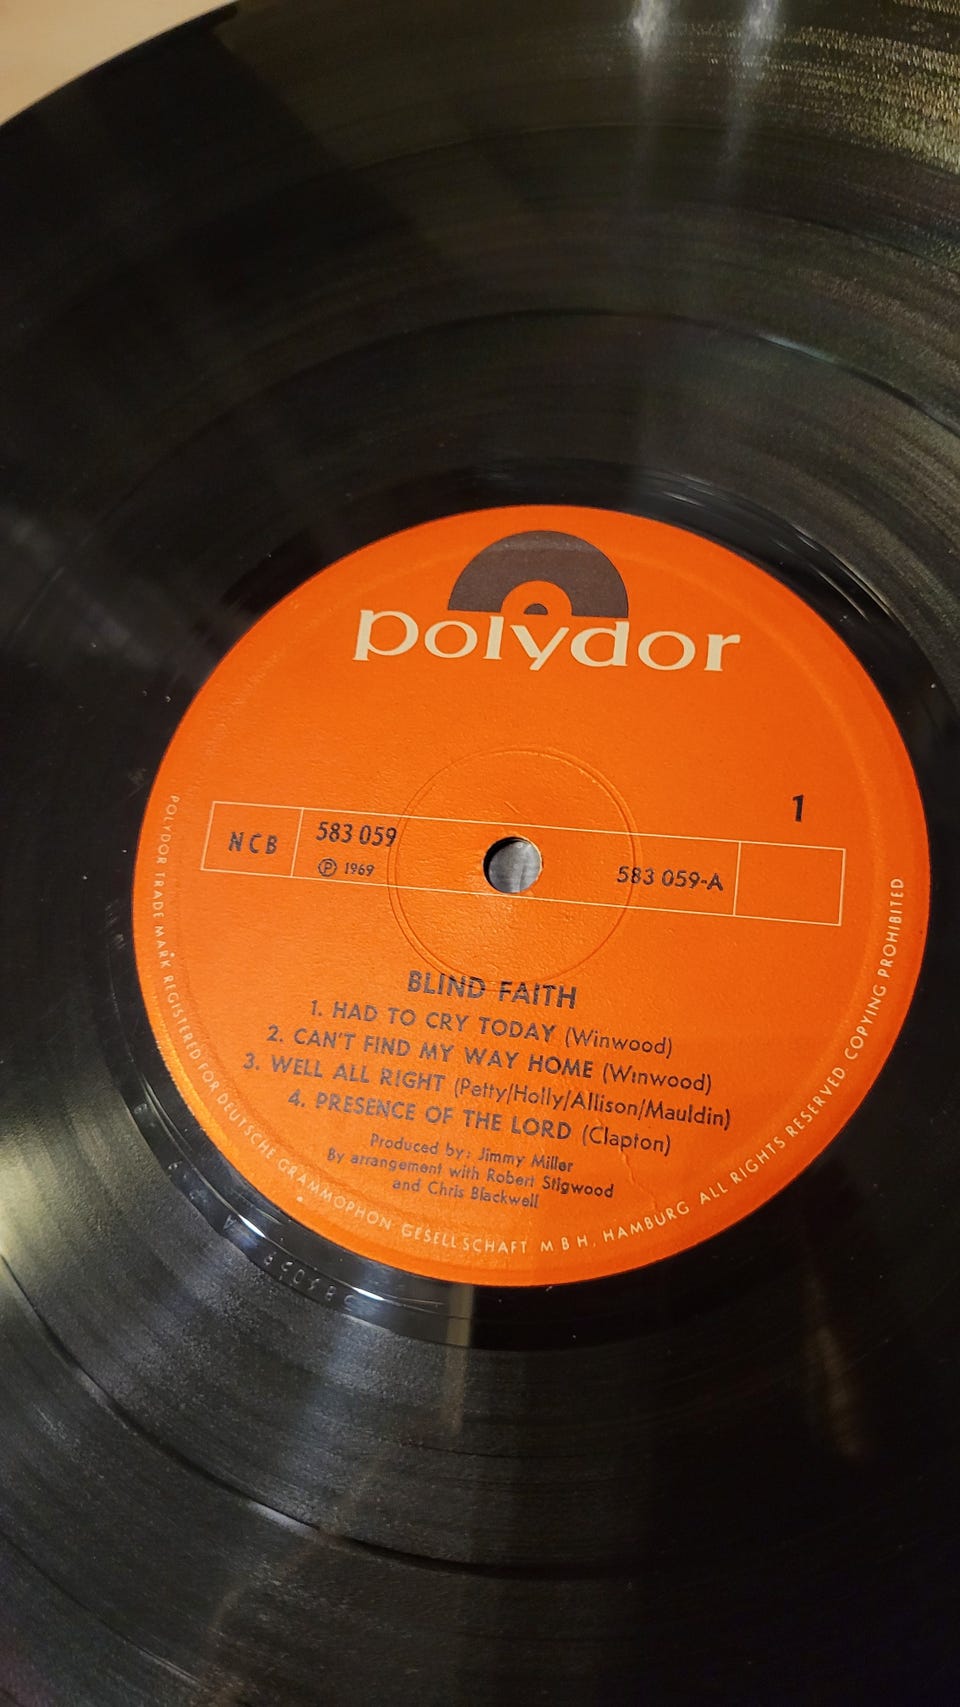 polydor
1
NCB
583 059
℗ 1969
583 059-A
BLIND FAITH
1. HAD TO CRY TODAY (Winwood)
2. CAN'T FIND MY WAY HOME (Winwood)
3. WELL ALL RIGHT (Petty/Holly/Allison/Mauldin)
4. PRESENCE OF THE LORD (Clapton)
Produced by: Jimmy Miller
By arrangement with Robert Stigwood
and Chris Blackwell
POLYDOR TRADE MARK REGISTERED FOR DEUTSCHE GRAMMOPHON GESELLSCHAFT M B H, HAMBURG ALL RIGHTS RESERVED COPYING PROHIBITED